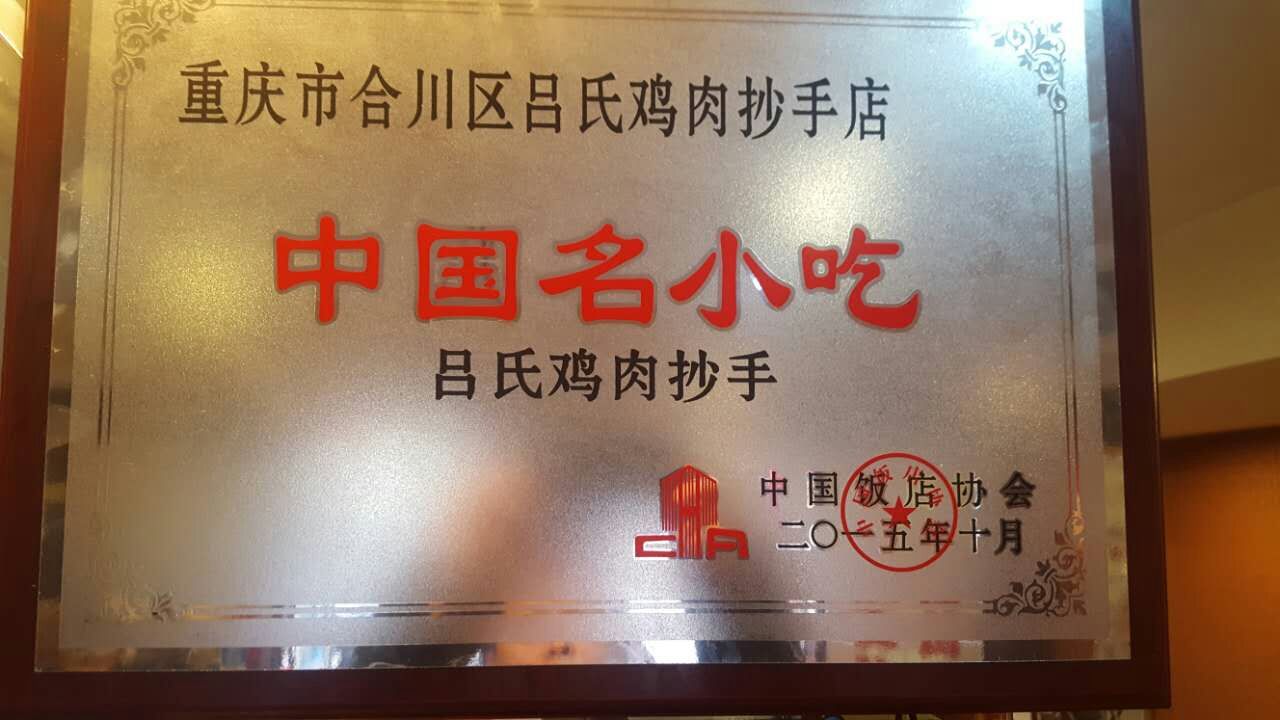 重庆市合川区吕氏鸡肉抄手店
中国名小吃
吕氏鸡肉抄手
CHA
中国饭店协会
二〇一五年十月